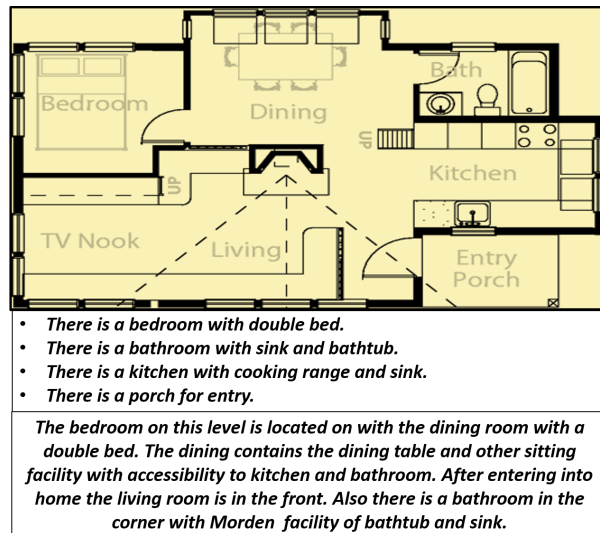 Bath
Bedroom
Dining
UP
Kitchen
UP
TV Nook
Living
Entry
Porch
• There is a bedroom with double bed.
• There is a bathroom with sink and bathtub.
• There is a kitchen with cooking range and sink.
• There is a porch for entry.
The bedroom on this level is located on with the dining room with a
double bed. The dining contains the dining table and other sitting
facility with accessibility to kitchen and bathroom. After entering into
home the living room is in the front. Also there is a bathroom in the
corner with Morden facility of bathtub and sink.